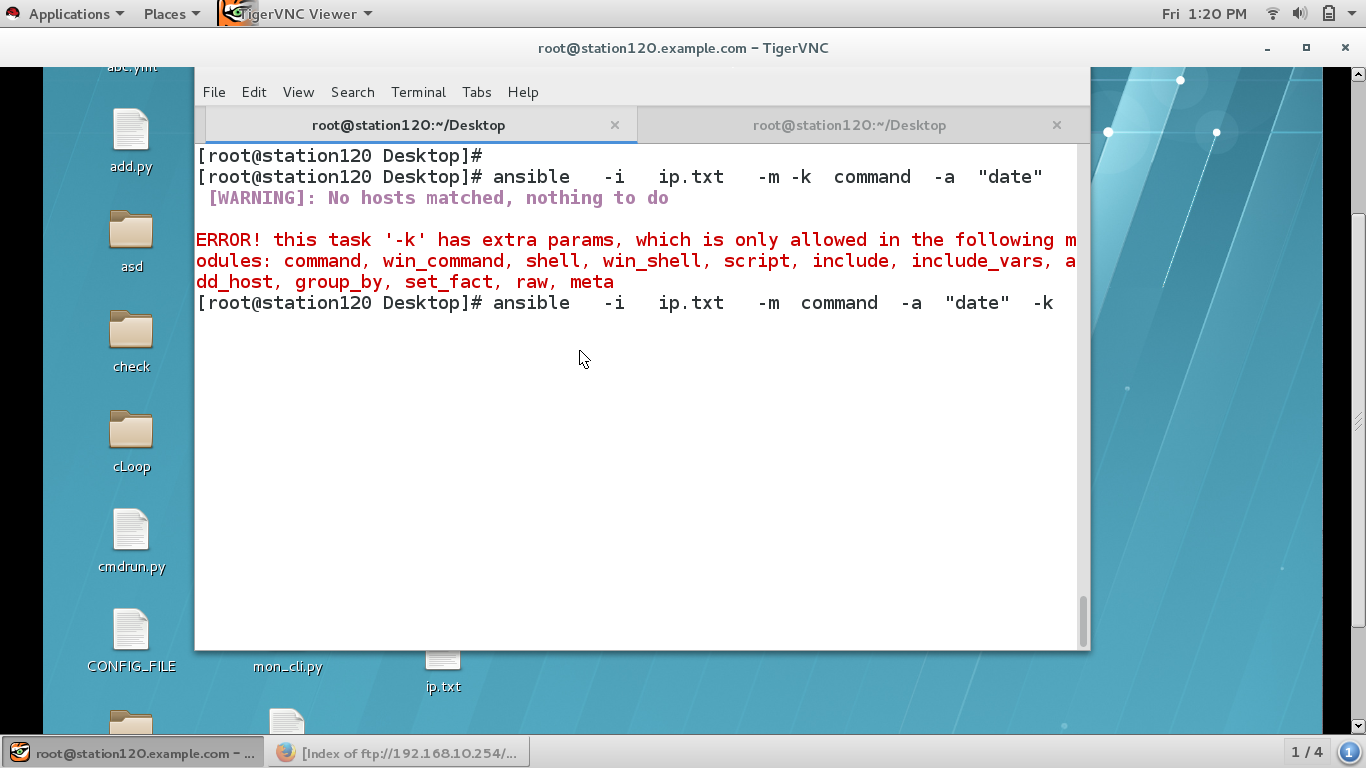 Applications Places TigerVNC Viewer Fri 1:20 PM
root@station120.example.com – TigerVNC
File Edit View Search Terminal Tabs Help
root@station120:~/Desktop root@station120:~/Desktop
[root@station120 Desktop]#
[root@station120 Desktop]# ansible   -i   ip.txt   -m -k  command  -a  "date"
[WARNING]: No hosts matched, nothing to do
ERROR! this task '-k' has extra params, which is only allowed in the following m
odules: command, win_command, shell, win_shell, script, include, include_vars, a
dd_host, group_by, set_fact, raw, meta
[root@station120 Desktop]# ansible   -i   ip.txt   -m  command  -a  "date"  -k
add.py
asd
check
cLoop
cmdrun.py
CONFIG_FILE
mon_cli.py
ip.txt
root@station120.example.com – ... [Index of ftp://192.168.10.254/... 1 / 4 1